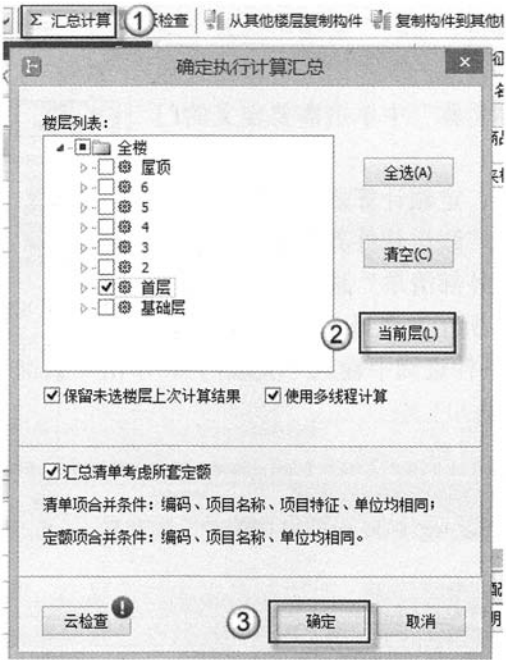 Σ 汇总计算 ① 检查 从其他楼层复制构件 复制构件到其他
确定执行计算汇总
楼层列表:
全楼
屋顶
6
5
4
3
2
首层
基础层
全选(A)
清空(C)
② 当前层(L)
保留未选楼层上次计算结果 使用多线程计算
汇总清单考虑所套定额
清单项合并条件:编码、项目名称、项目特征、单位均相同;
定额项合并条件:编码、项目名称、单位均相同。
云检查 ③ 确定 取消